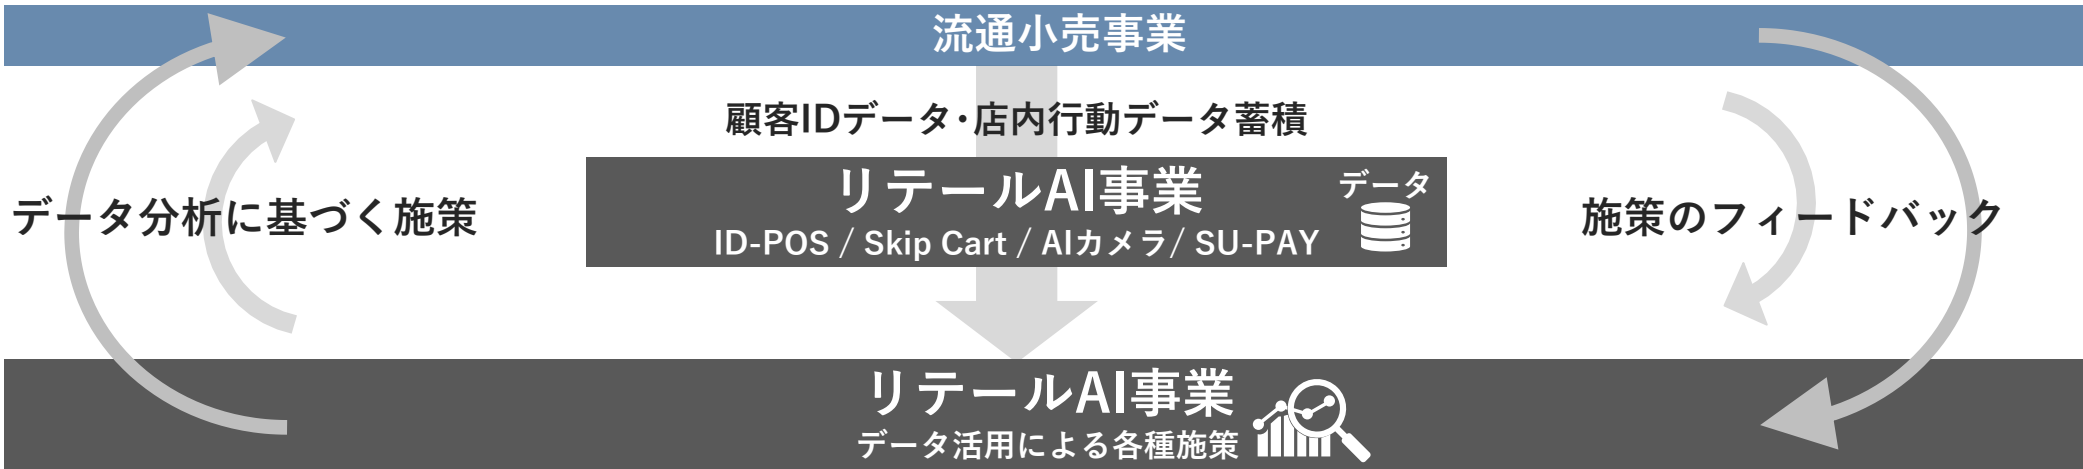 流通小売事業
顧客IDデータ・店内行動データ蓄積
リテールAI事業
データ
ID-POS / Skip Cart / AIカメラ/ SU-PAY
データ分析に基づく施策
施策のフィードバック
リテールAI事業
データ活用による各種施策